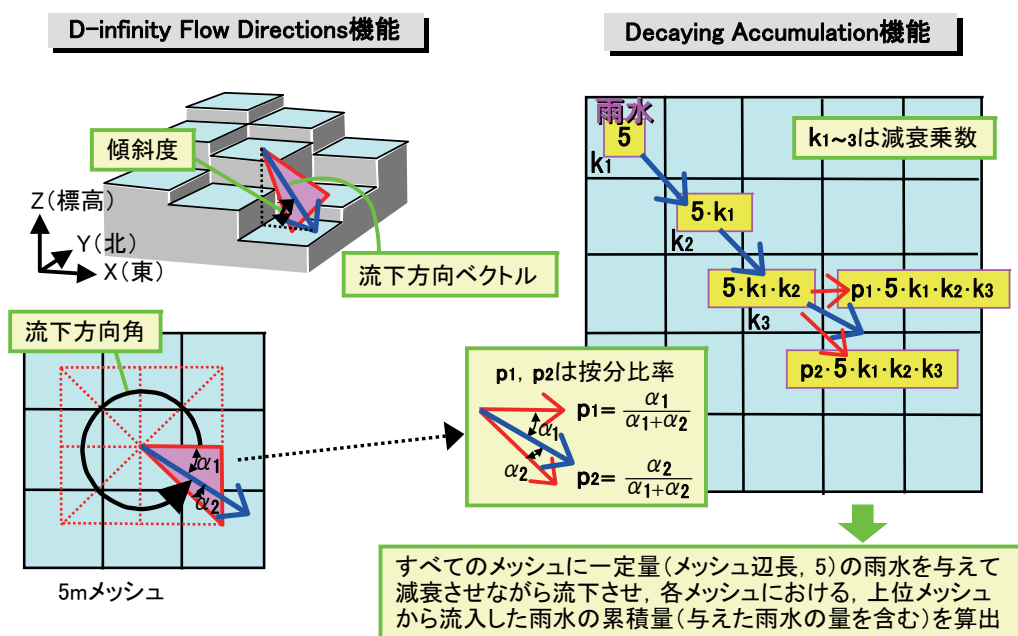 D-infinity Flow Directions機能
Decaying Accumulation機能
傾斜度
Z(標高)
Y(北)
X(東)
流下方向ベクトル
流下方向角
α1
α2
5mメッシュ
雨水
5
k1
k1~3は減衰乗数
5·k1
k2
5·k1·k2
p1·5·k1·k2·k3
k3
p2·5·k1·k2·k3
p1, p2は按分比率
p1= α1/α1+α2
α1
α2
p2= α2/α1+α2
すべてのメッシュに一定量(メッシュ辺長, 5)の雨水を与えて
減衰させながら流下させ, 各メッシュにおける, 上位メッシュ
から流入した雨水の累積量(与えた雨水の量を含む)を算出